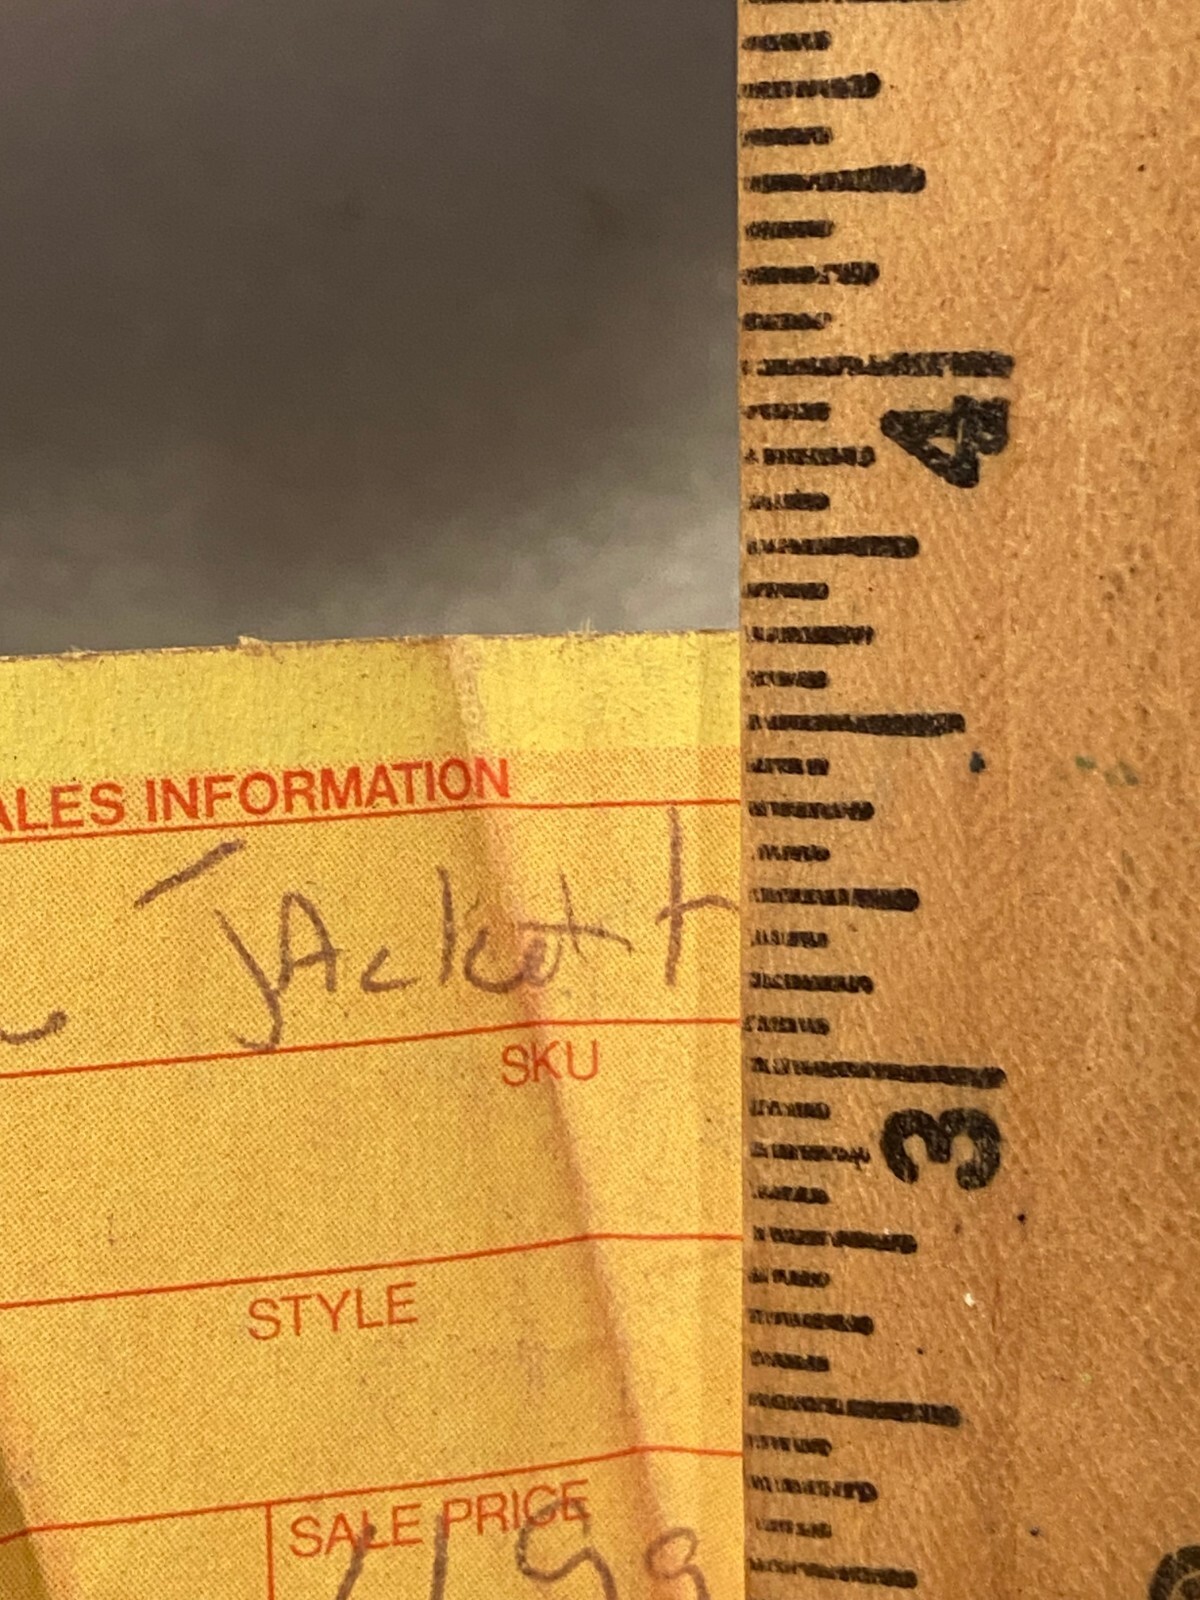 ALES INFORMATION
Jacket
SKU
STYLE
SALE PRICE
4
3